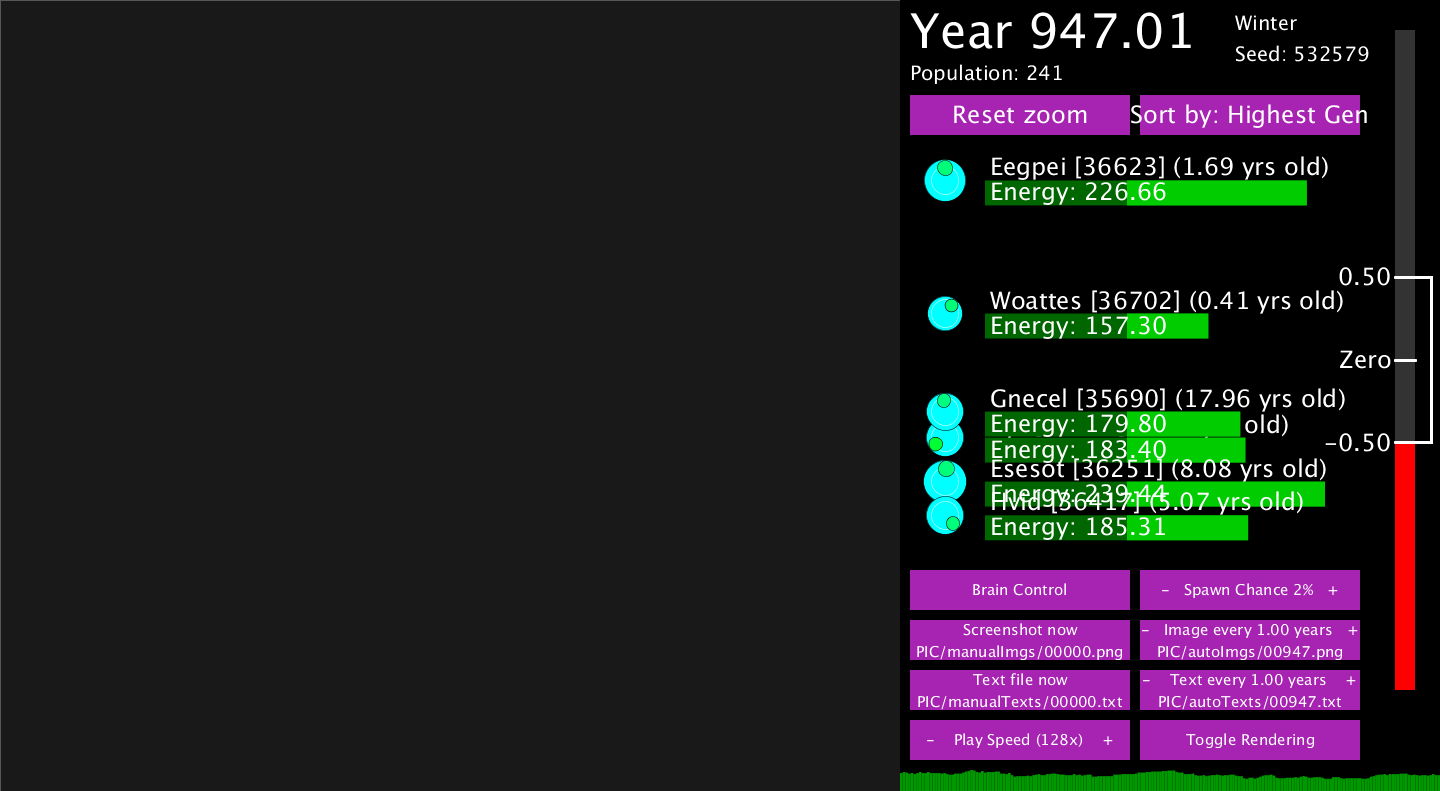 Year 947.01
Winter
Seed: 532579
Population: 241
Reset zoom
Sort by: Highest Gen
Eegpei [36623] (1.69 yrs old)
Energy: 226.66
Woattes [36702] (0.41 yrs old)
Energy: 157.30
Gnecel [35690] (17.96 yrs old)
Energy: 179.80
old)
Energy: 183.40
Esesot [36251] (8.08 yrs old)
Energy: 239.44
[36417] (5.07 yrs old)
Energy: 185.31
0.50
Zero
-0.50
Brain Control
- Spawn Chance 2% +
Screenshot now
PIC/manualImgs/00000.png
- Image every 1.00 years +
PIC/autoImgs/00947.png
Text file now
PIC/manualTexts/00000.txt
- Text every 1.00 years +
PIC/autoTexts/00947.txt
- Play Speed (128x) +
Toggle Rendering